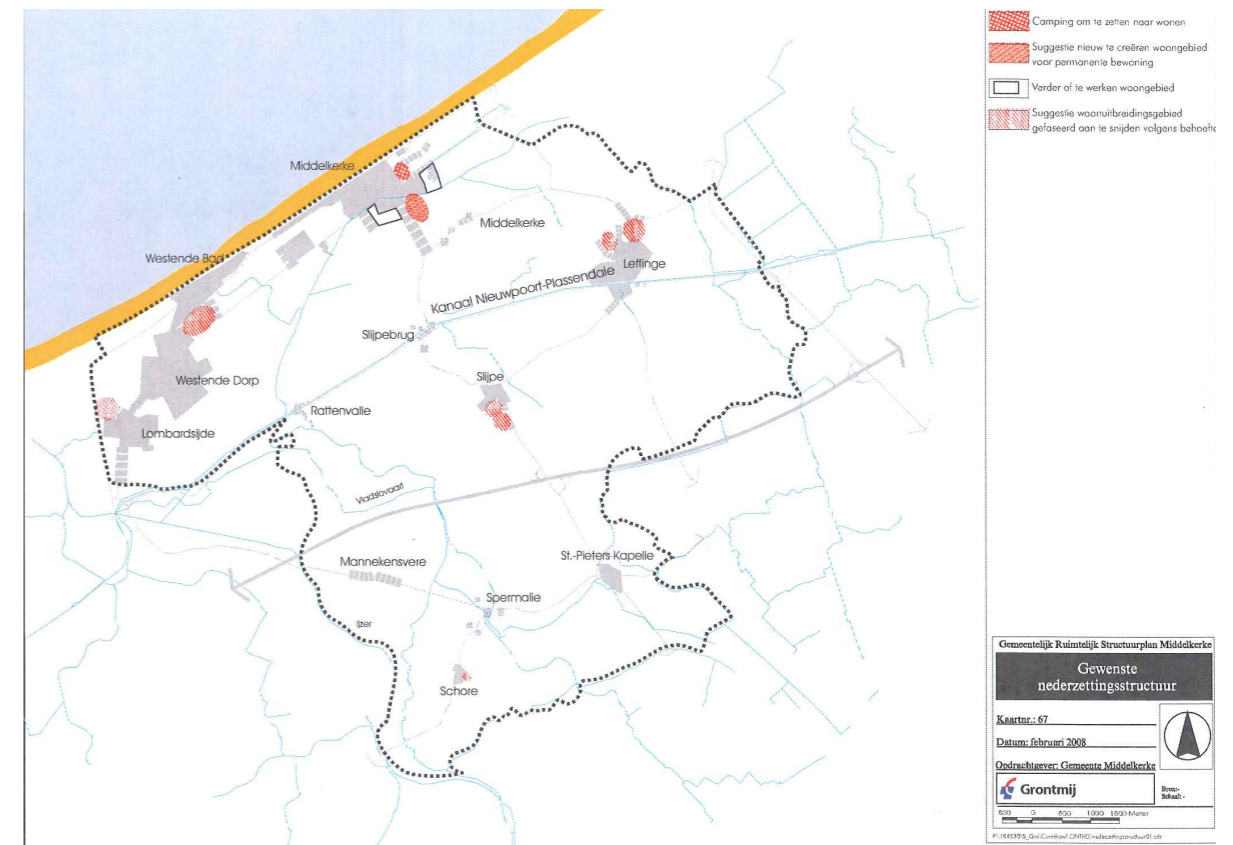 Camping om te zetten naar wonen
Suggestie nieuw te creëren woongebied
voor permanente bewoning
Verder af te werken woongebied
Suggestie woonuitbreidingsgebied
gefaseerd aan te snijden volgens behoefte
Middelkerke
Middelkerke
Westende Bad
Leffinge
Kanaal Nieuwpoort-Plassendale
Slijpebrug
Westende Dorp
Slijpe
Rattenvalle
Lombardsijde
Vladslovaart
Mannekensvere
St.-Pieters Kapelle
Spermalie
Ijzer
Schore
Gemeentelijk Ruimtelijk Structuurplan Middelkerke
Gewenste
nederzettingsstructuur
Kaartnr.: 67
Datum: februari 2008
Opdrachtgever: Gemeente Middelkerke
Grontmij
Bron:-
Schaal: -
0 1000 1600 Meter